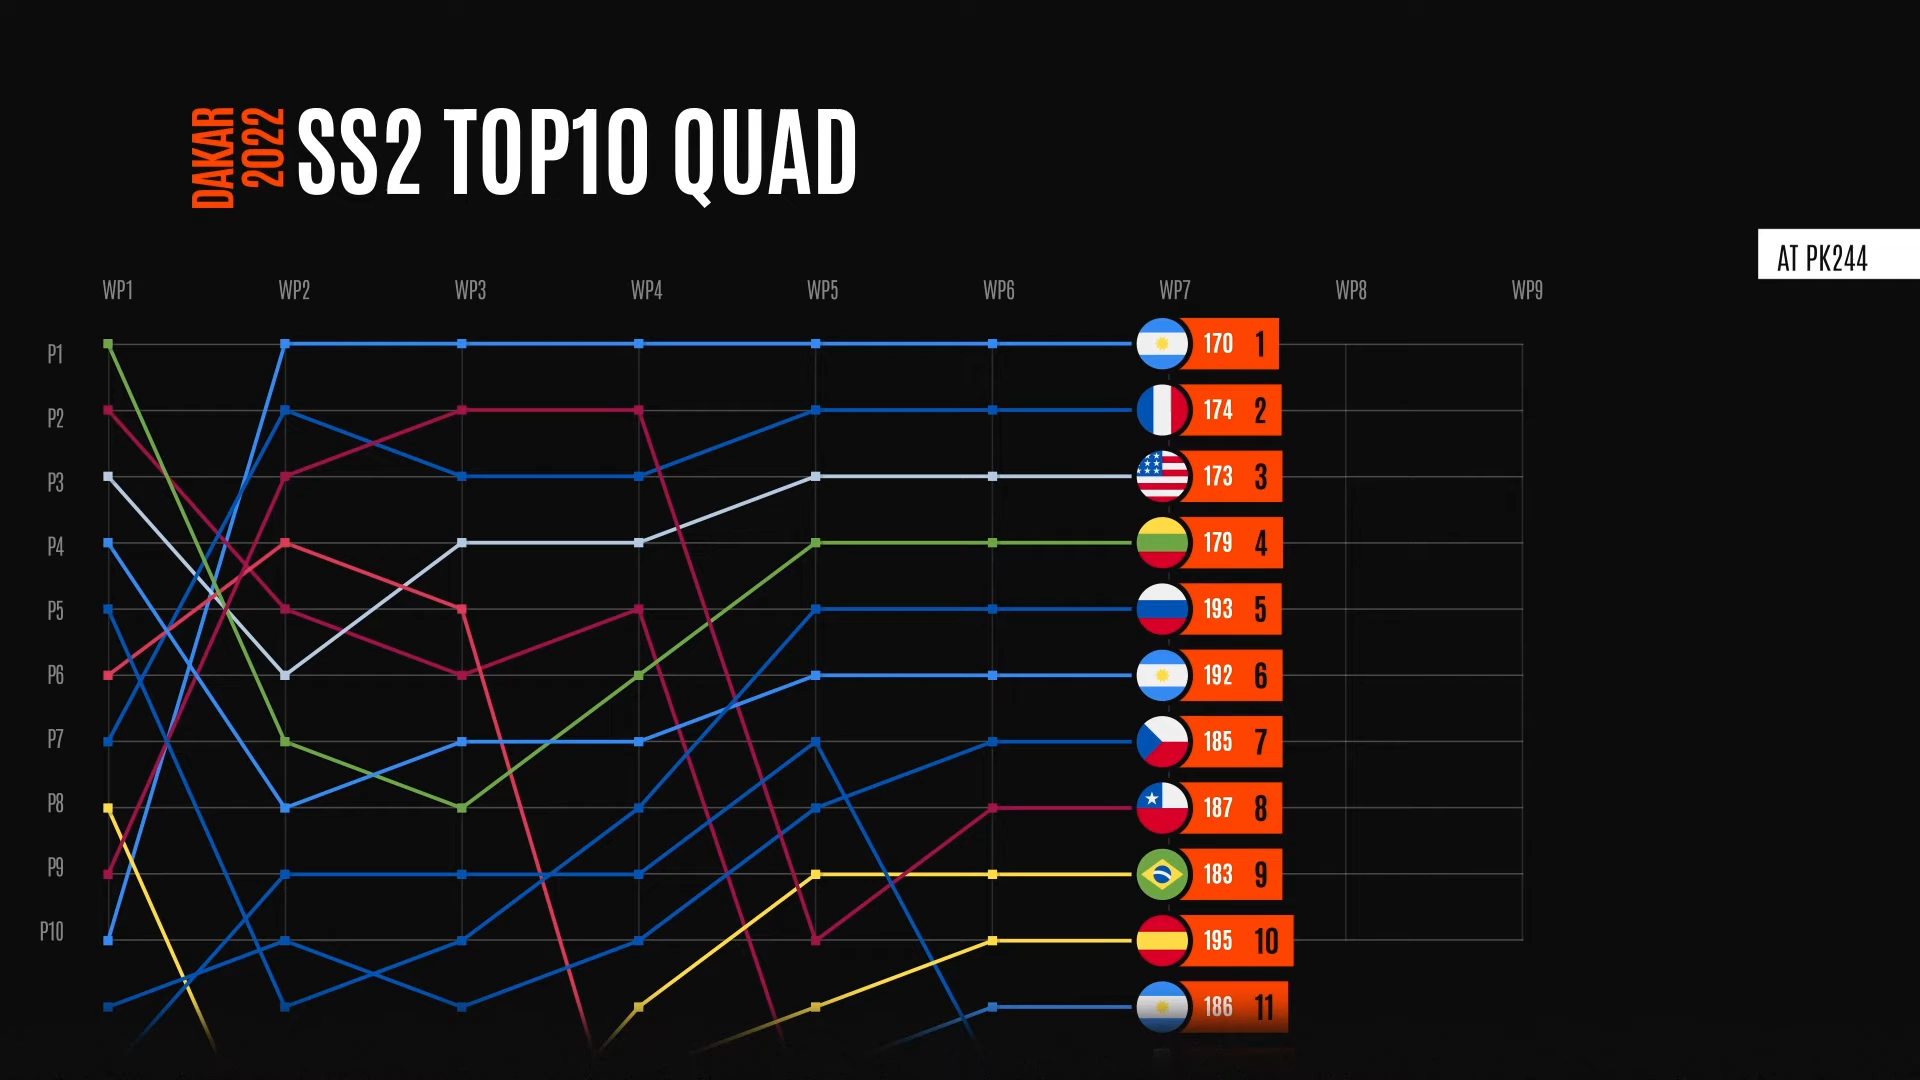 DAKAR
2022
SS2 TOP10 QUAD
AT PK244
WP1 WP2 WP3 WP4 WP5 WP6 WP7 WP8 WP9
P1 170 1
P2 174 2
P3 173 3
P4 179 4
P5 193 5
P6 192 6
P7 185 7
P8 187 8
P9 183 9
P10 195 10
186 11